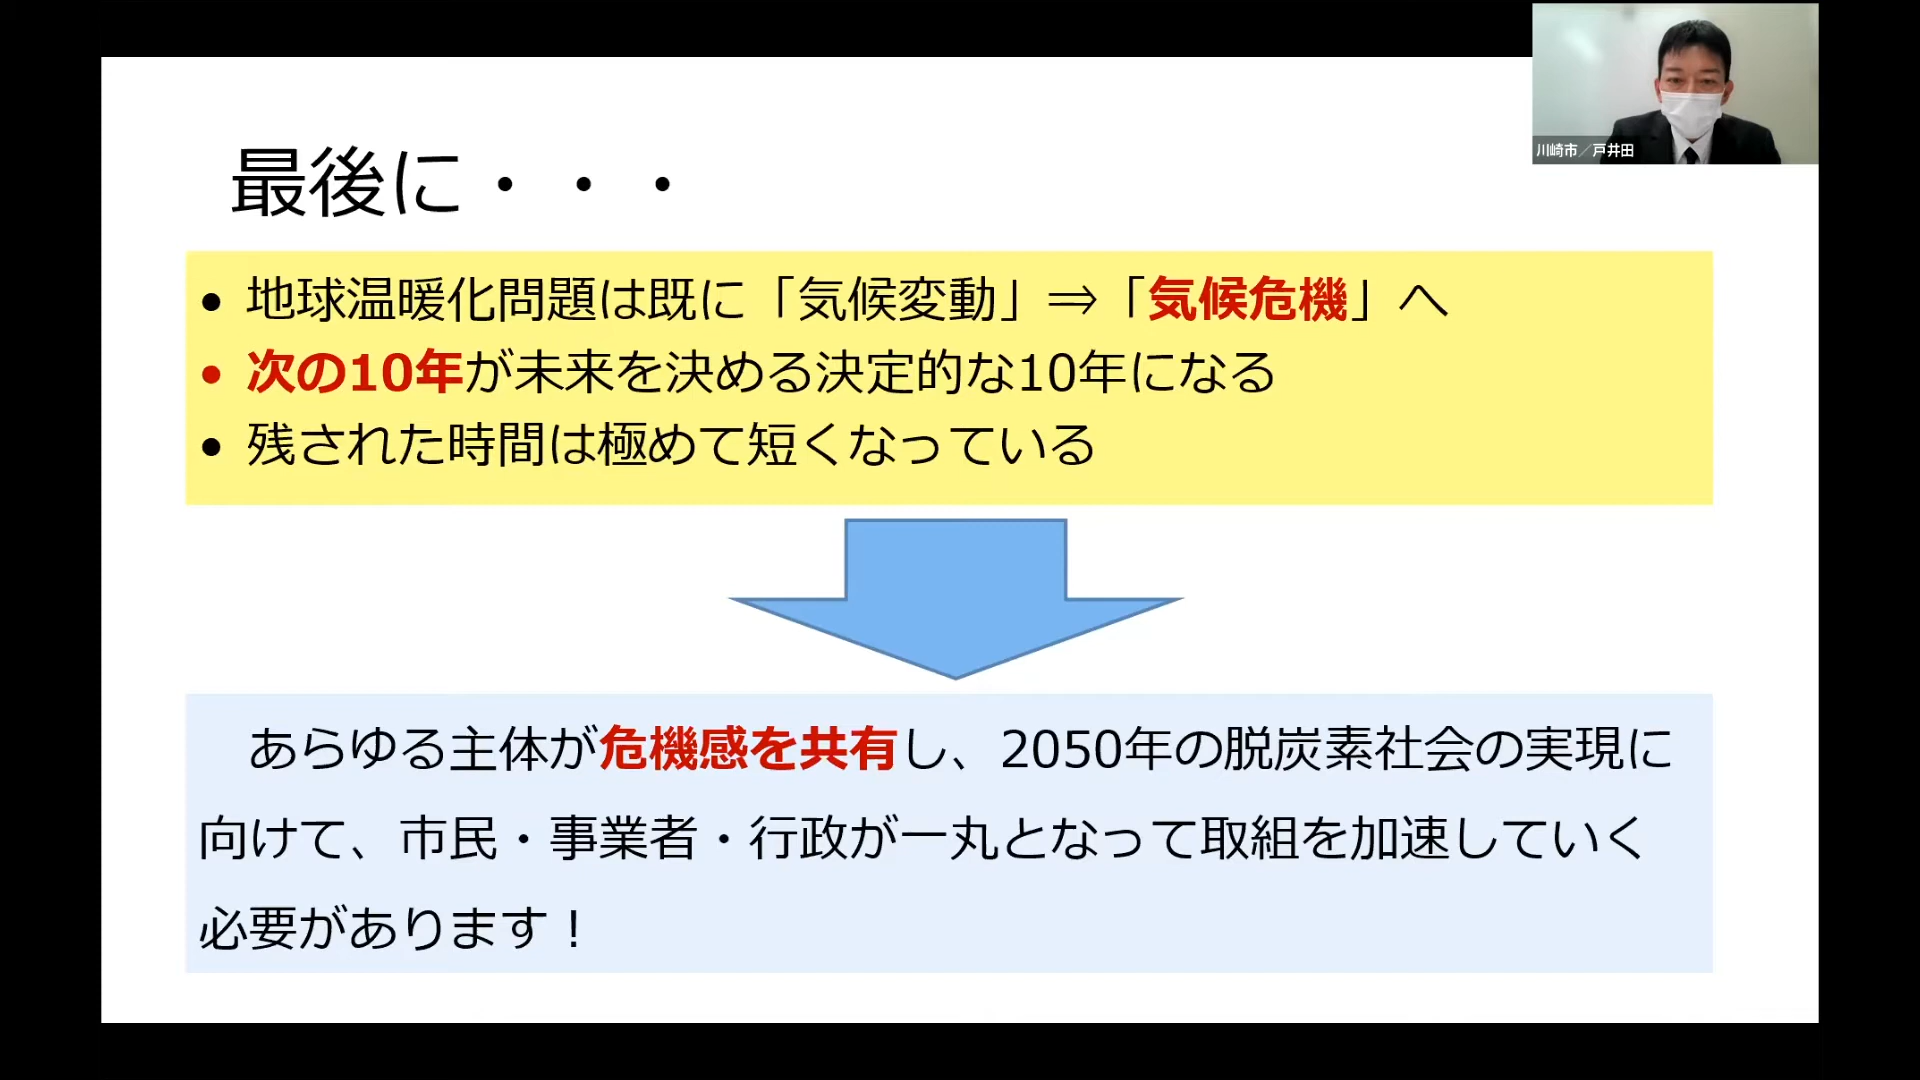 最後に・・・
• 地球温暖化問題は既に「気候変動」⇒「気候危機」へ
• 次の10年が未来を決める決定的な10年になる
• 残された時間は極めて短くなっている
あらゆる主体が危機感を共有し、2050年の脱炭素社会の実現に
向けて、市民・事業者・行政が一丸となって取組を加速していく
必要があります！
川崎市／戸井田